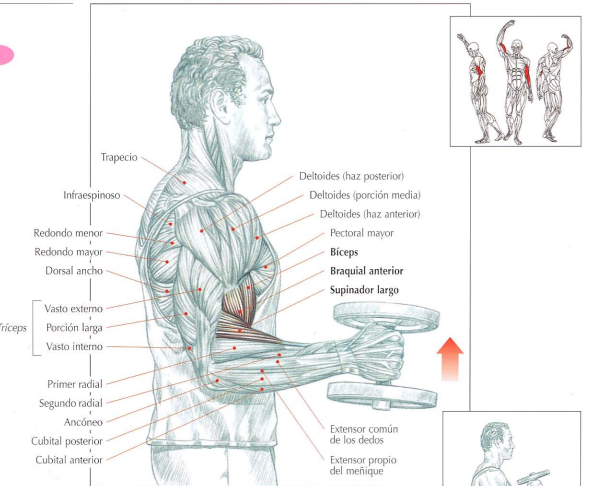 Trapecio
Infraespinoso
Redondo menor
Redondo mayor
Dorsal ancho
Vasto externo
Tríceps
Porción larga
Vasto interno
Primer radial
Segundo radial
Ancóneo
Cubital posterior
Cubital anterior
Deltoides (haz posterior)
Deltoides (porción media)
Deltoides (haz anterior)
Pectoral mayor
Bíceps
Braquial anterior
Supinador largo
Extensor común
de los dedos
Extensor propio
del meñique